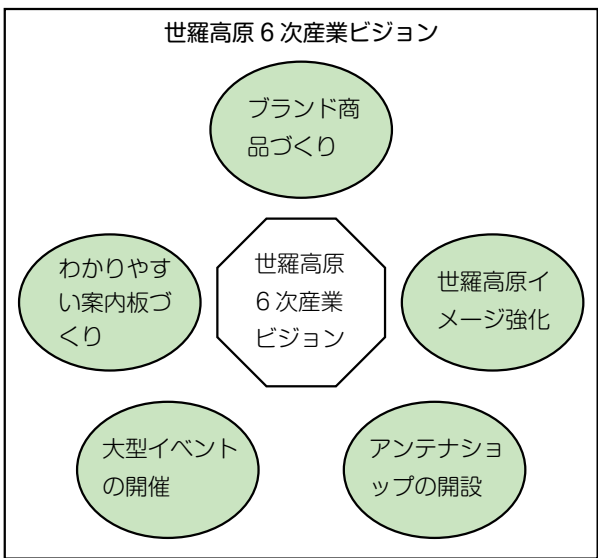 世羅高原6次産業ビジョン
ブランド商
品づくり
わかりやす
い案内板づ
くり
世羅高原
6次産業
ビジョン
世羅高原イ
メージ強化
大型イベント
の開催
アンテナショ
ップの開設